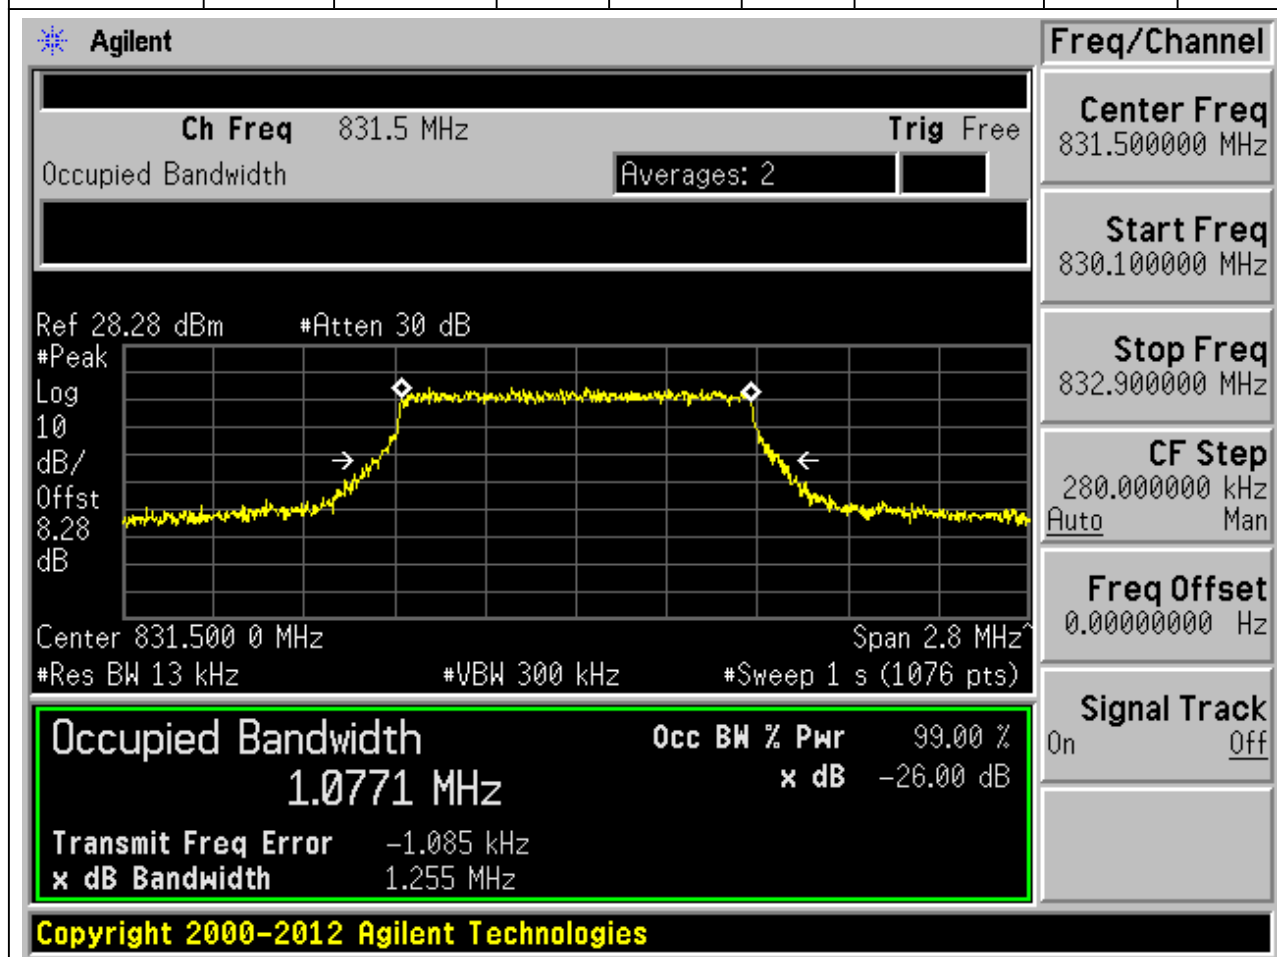 Agilent
Freq/Channel
Ch Freq 831.5 MHz Trig Free
Occupied Bandwidth Averages: 2
Center Freq
831.500000 MHz
Start Freq
830.100000 MHz
Stop Freq
832.900000 MHz
CF Step
280.000000 kHz
Auto Man
Freq Offset
0.00000000 Hz
Signal Track
On Off
Ref 28.28 dBm #Atten 30 dB
#Peak
Log
10
dB/
Offst
8.28
dB
Center 831.500 0 MHz Span 2.8 MHz^
#Res BW 13 kHz #VBW 300 kHz #Sweep 1 s (1076 pts)
Occupied Bandwidth Occ BW % Pwr 99.00 %
1.0771 MHz x dB -26.00 dB
Transmit Freq Error -1.085 kHz
x dB Bandwidth 1.255 MHz
Copyright 2000-2012 Agilent Technologies